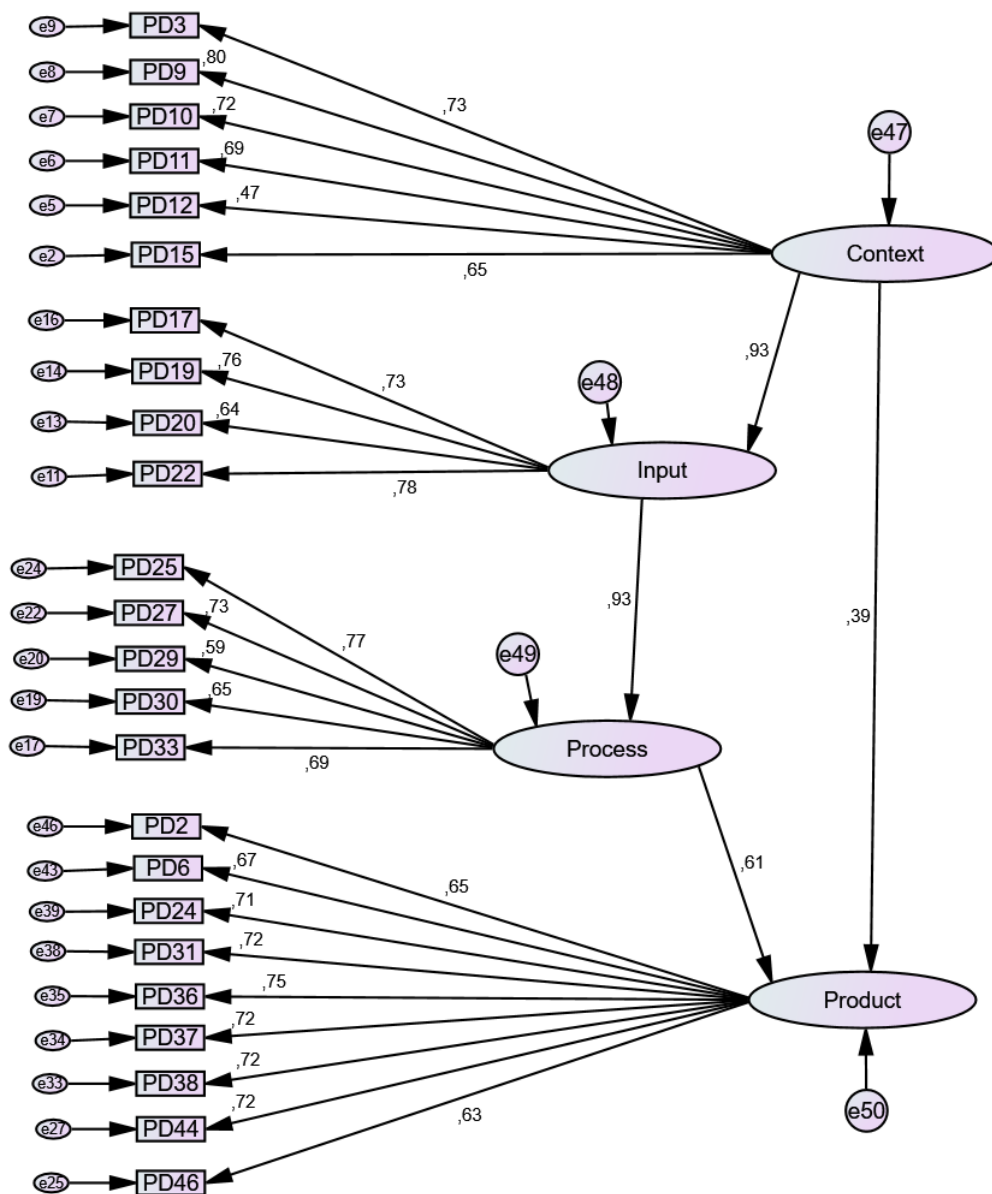 e9 PD3
e8 PD9 ,80
e7 PD10 ,72 ,73
e6 PD11 ,69 e47
e5 PD12 ,47
e2 PD15 ,65 Context
e16 PD17
e14 PD19 ,76 ,73 e48 ,93
e13 PD20 ,64
e11 PD22 ,78 Input
e24 PD25
e22 PD27 ,73 ,93
e20 PD29 ,59 ,77 e49 ,39
e19 PD30 ,65
e17 PD33 ,69 Process
e46 PD2
e43 PD6 ,67 ,65 ,61
e39 PD24 ,71
e38 PD31 ,72
e35 PD36 ,75 Product
e34 PD37 ,72
e33 PD38 ,72
e27 PD44 ,72 ,63 e50
e25 PD46